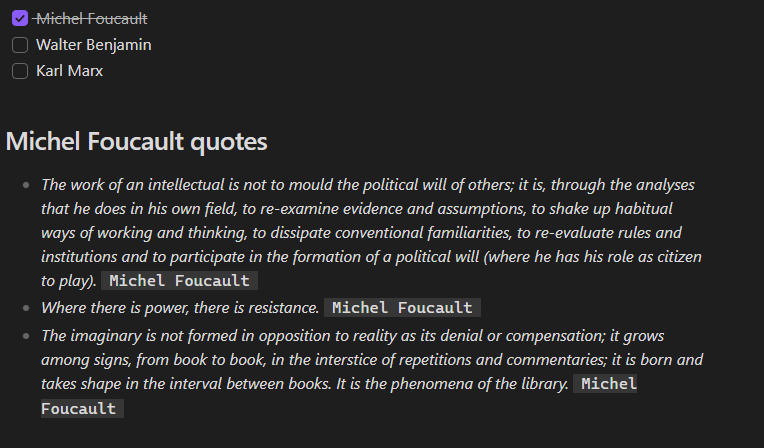 Michel Foucault
Walter Benjamin
Karl Marx
Michel Foucault quotes
The work of an intellectual is not to mould the political will of others; it is, through the analyses
that he does in his own field, to re-examine evidence and assumptions, to shake up habitual
ways of working and thinking, to dissipate conventional familiarities, to re-evaluate rules and
institutions and to participate in the formation of a political will (where he has his role as citizen
to play). Michel Foucault
Where there is power, there is resistance. Michel Foucault
The imaginary is not formed in opposition to reality as its denial or compensation; it grows
among signs, from book to book, in the interstice of repetitions and commentaries; it is born and
takes shape in the interval between books. It is the phenomena of the library. Michel
Foucault